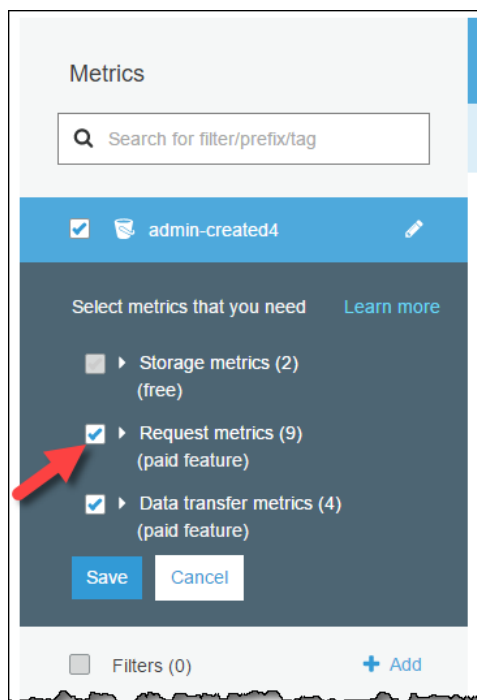 Metrics
Search for filter/prefix/tag
admin-created4
Select metrics that you need Learn more
Storage metrics (2)
(free)
Request metrics (9)
(paid feature)
Data transfer metrics (4)
(paid feature)
Save Cancel
Filters (0) + Add